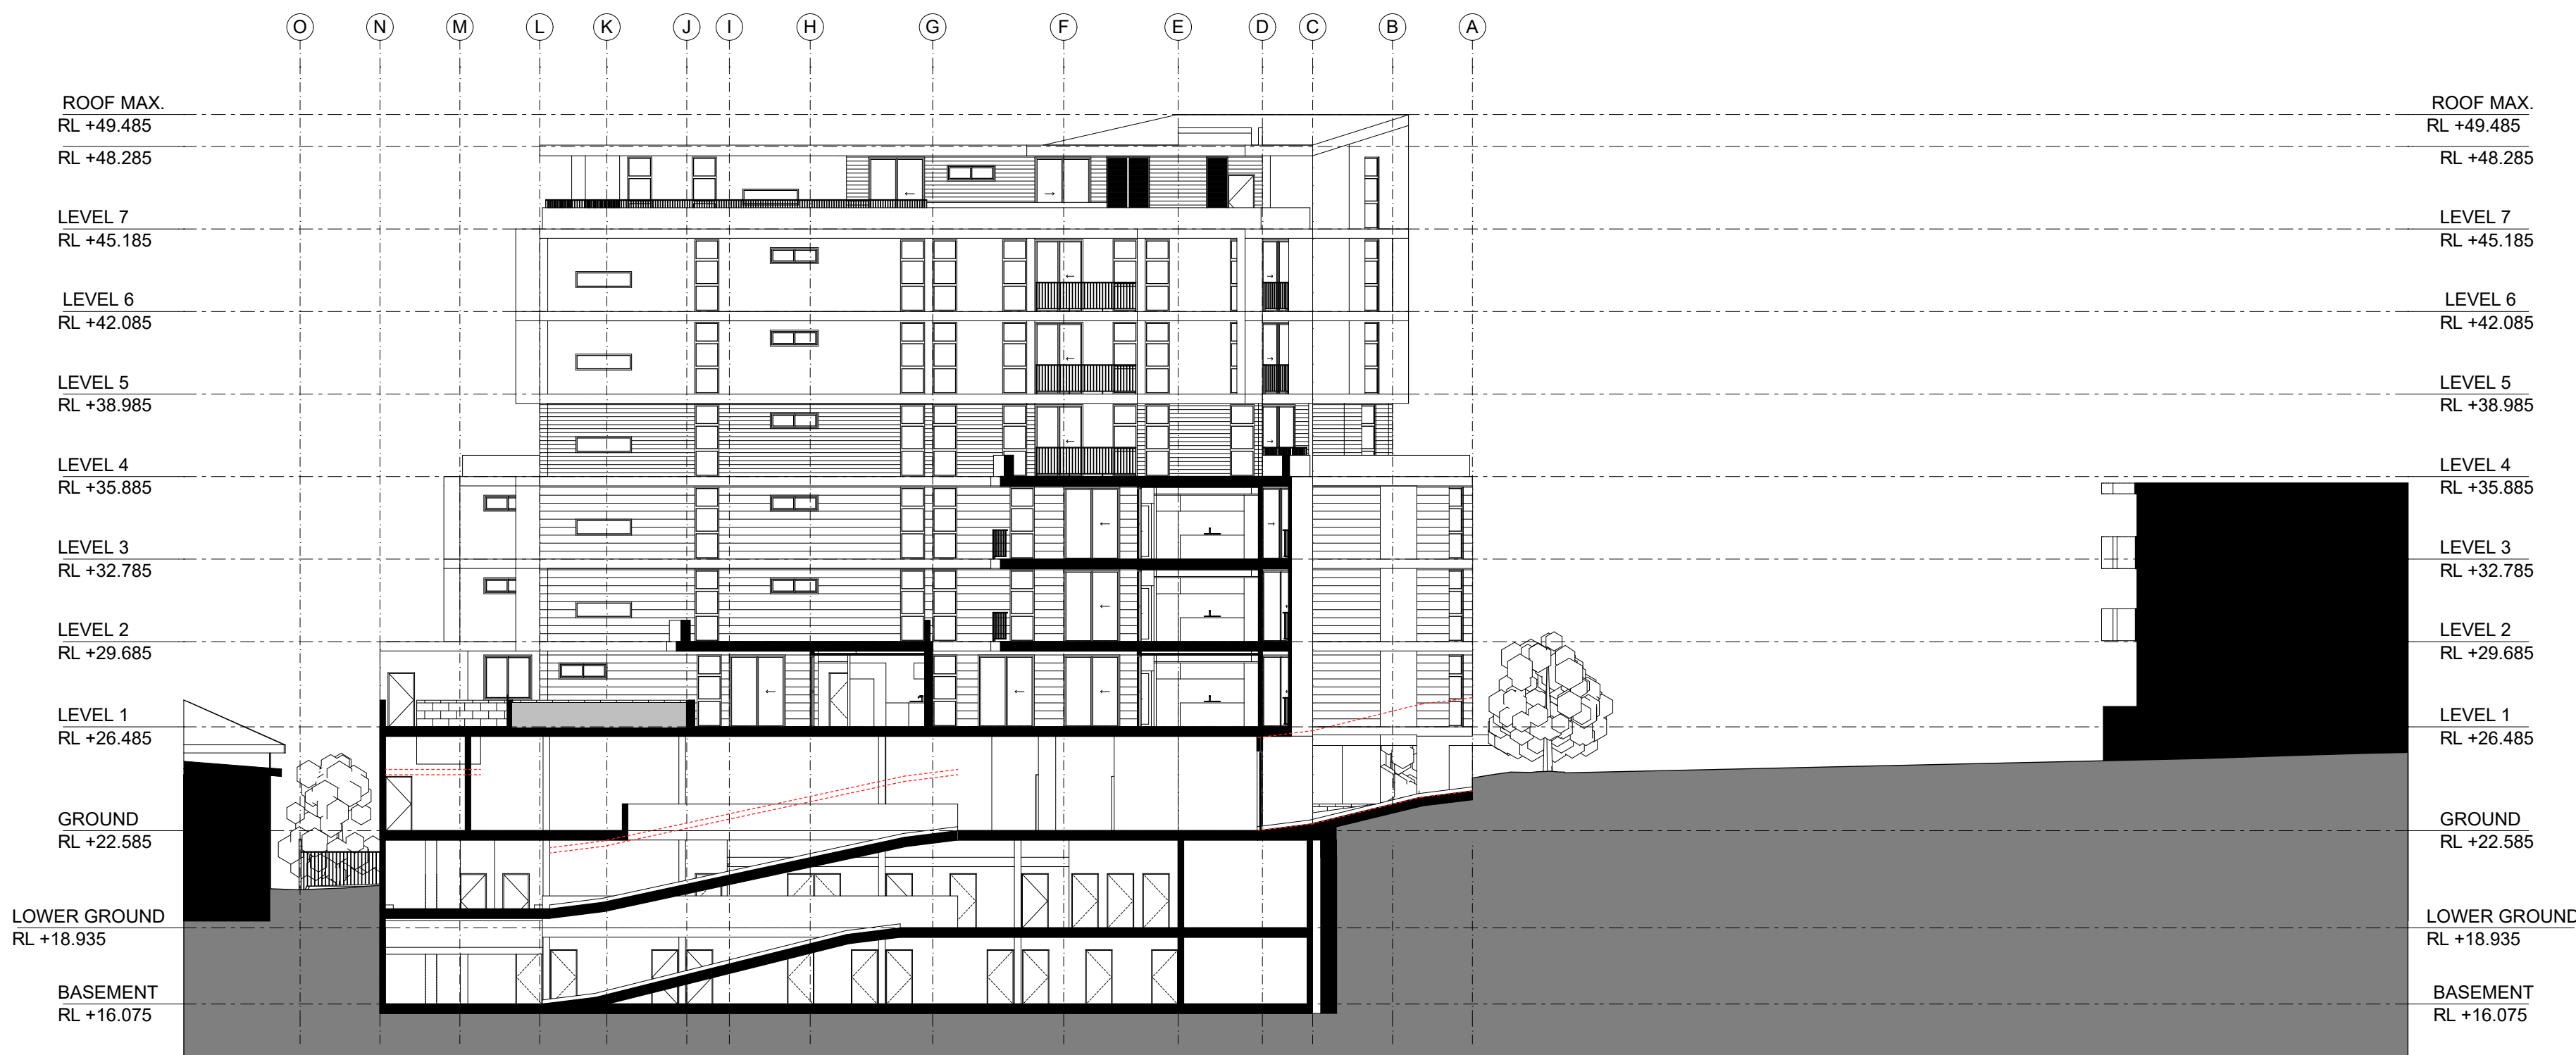 O N M L K J I H G F E D C B A
ROOF MAX.
RL +49.485
RL +48.285
LEVEL 7
RL +45.185
LEVEL 6
RL +42.085
LEVEL 5
RL +38.985
LEVEL 4
RL +35.885
LEVEL 3
RL +32.785
LEVEL 2
RL +29.685
LEVEL 1
RL +26.485
GROUND
RL +22.585
LOWER GROUND
RL +18.935
BASEMENT
RL +16.075
ROOF MAX.
RL +49.485
RL +48.285
LEVEL 7
RL +45.185
LEVEL 6
RL +42.085
LEVEL 5
RL +38.985
LEVEL 4
RL +35.885
LEVEL 3
RL +32.785
LEVEL 2
RL +29.685
LEVEL 1
RL +26.485
GROUND
RL +22.585
LOWER GROUND
RL +18.935
BASEMENT
RL +16.075